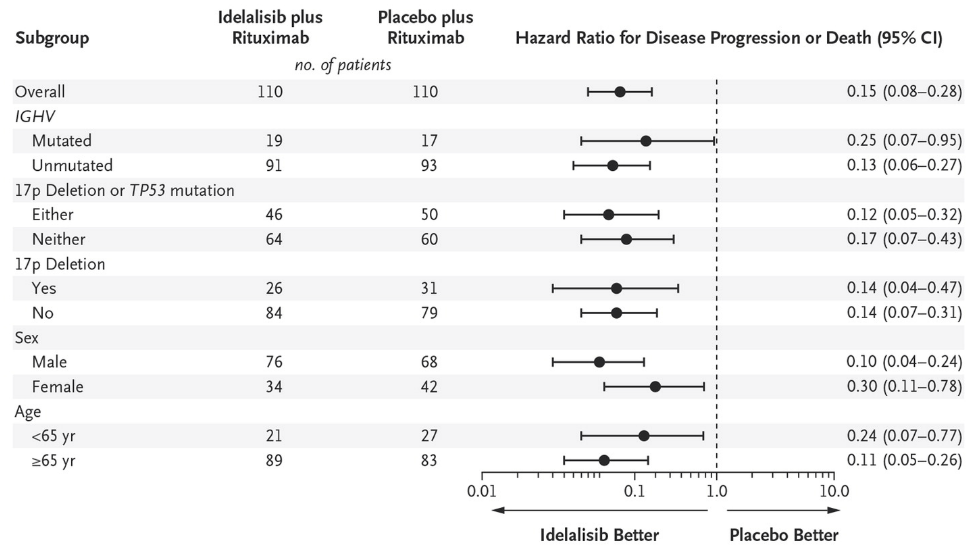 Subgroup Idelalisib plus Rituximab Placebo plus Rituximab Hazard Ratio for Disease Progression or Death (95% CI)
no. of patients
Overall 110 110 0.15 (0.08–0.28)
IGHV
Mutated 19 17 0.25 (0.07–0.95)
Unmutated 91 93 0.13 (0.06–0.27)
17p Deletion or TP53 mutation
Either 46 50 0.12 (0.05–0.32)
Neither 64 60 0.17 (0.07–0.43)
17p Deletion
Yes 26 31 0.14 (0.04–0.47)
No 84 79 0.14 (0.07–0.31)
Sex
Male 76 68 0.10 (0.04–0.24)
Female 34 42 0.30 (0.11–0.78)
Age
<65 yr 21 27 0.24 (0.07–0.77)
≥65 yr 89 83 0.11 (0.05–0.26)
0.01 0.1 1.0 10.0
Idelalisib Better Placebo Better